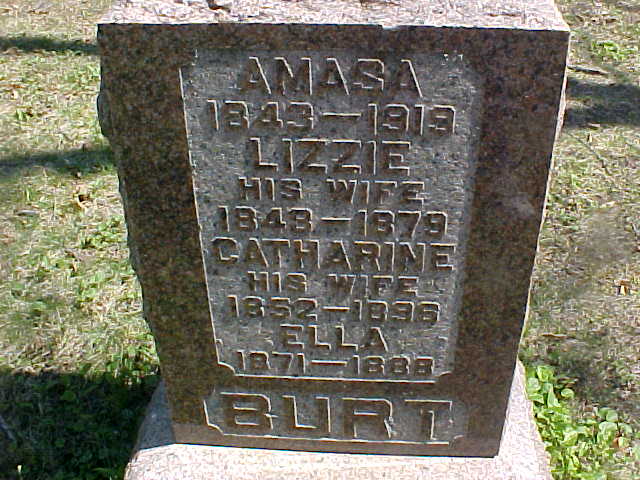 AMASA
1843–1919
LIZZIE
HIS WIFE
1848–1879
CATHARINE
HIS WIFE
1852–1896
ELLA
1871–1888
BURT